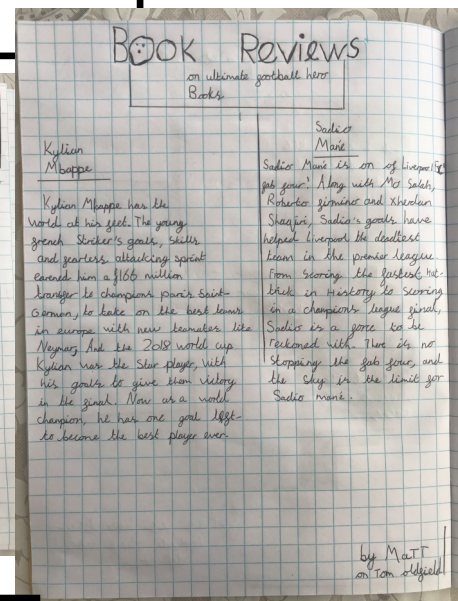 Book Reviews
on ultimate football hero
Books
Kylian
Mbappe
Kylian Mbappe has the
world at his feet. The young
french Striker's goals, skills
and fearless attacking sprint
earned him a $166 million
transfer to champions paris Saint-
German, to take on the best teams
in europe with new teamates like
Neymar, And the 2018 world cup
Kylian was the Star player, with
his goals to give them victory
in the final. Now as a world
champion, he has one goal left-
to become the best player ever.
Sadio
Mané
Sadio Mané is on of Liverpool FC
fab four. Along with Mo Salah,
Roberto firmino and Xherdan
Shaqiri, Sadio's goals have
helped Liverpool the deadliest
team in the premier league
From scoring the fastest hat-
trick in History to Scoring
in a champions league final,
Sadio is a force to be
reckoned with. There is no
Stopping the fab four, and
the Sky is the limit for
Sadio mané.
by MaTT
on Tom oldfield